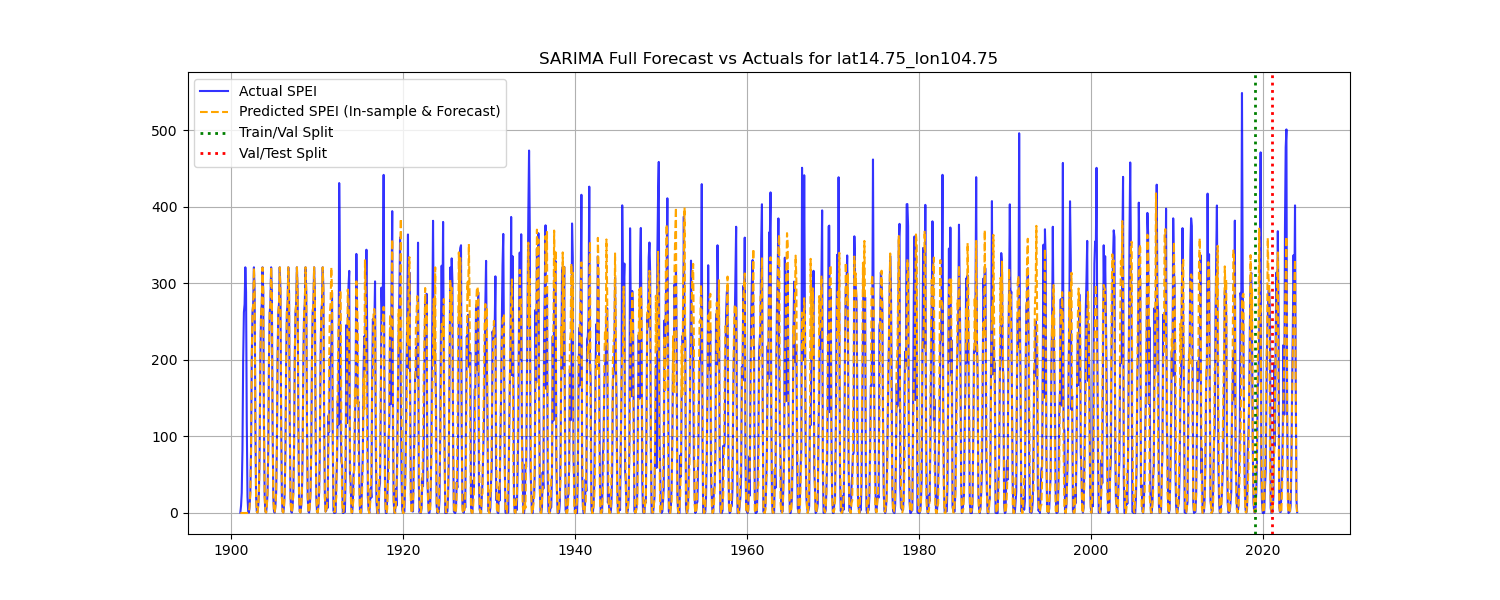 SARIMA Full Forecast vs Actuals for lat14.75_lon104.75
Actual SPEI
Predicted SPEI (In-sample & Forecast)
Train/Val Split
Val/Test Split
500
400
300
200
100
0
1900 1920 1940 1960 1980 2000 2020